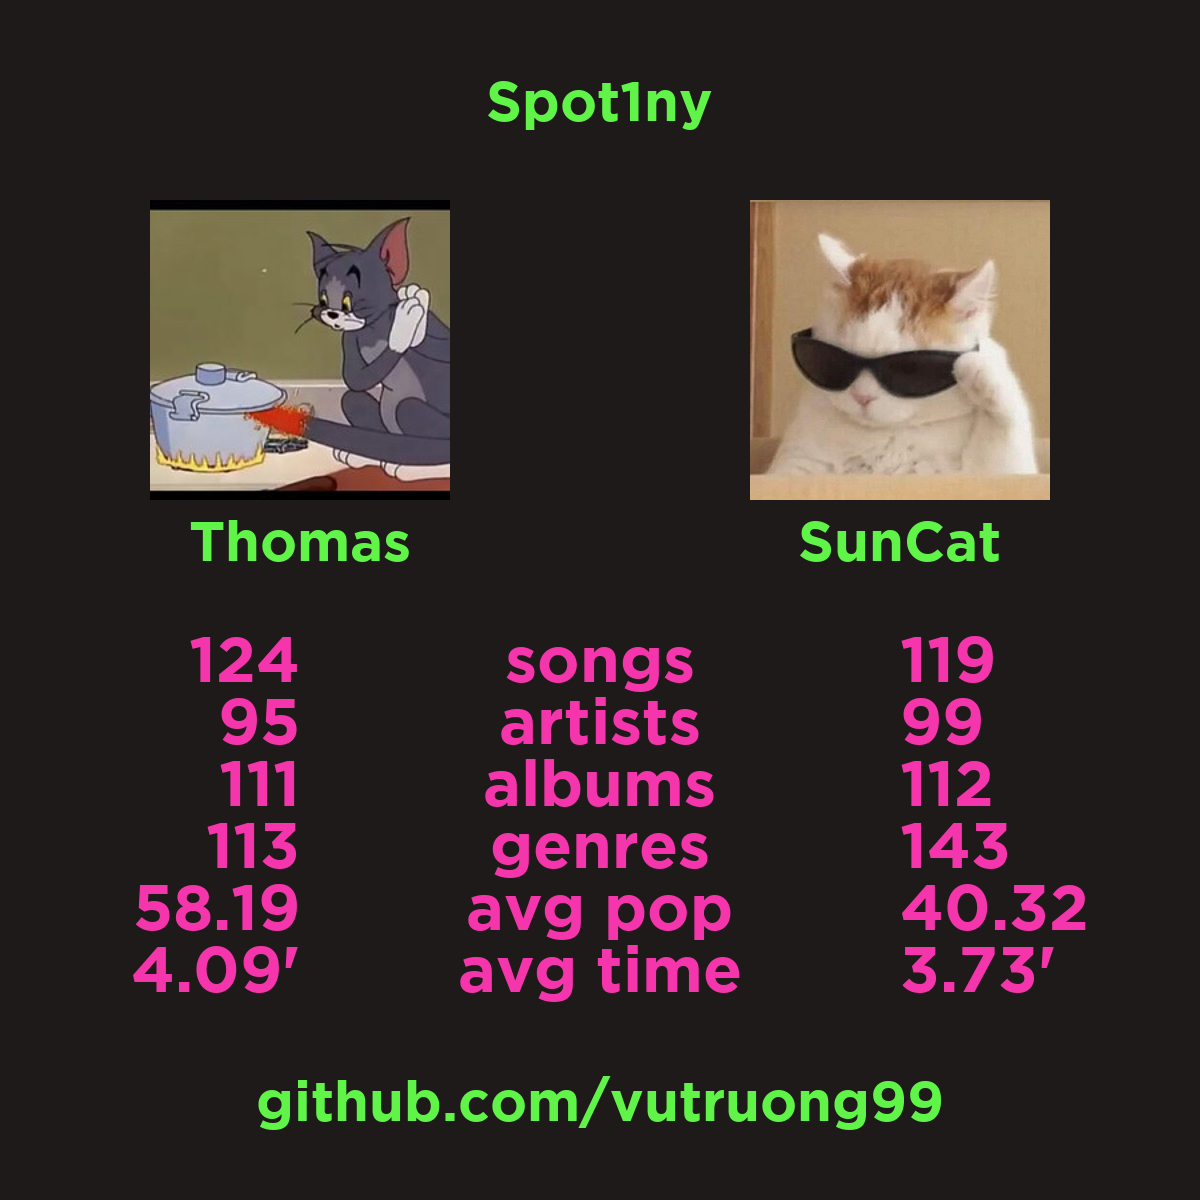 Spot1ny
Thomas SunCat
124 songs 119
95 artists 99
111 albums 112
113 genres 143
58.19 avg pop 40.32
4.09' avg time 3.73'
github.com/vutruong99